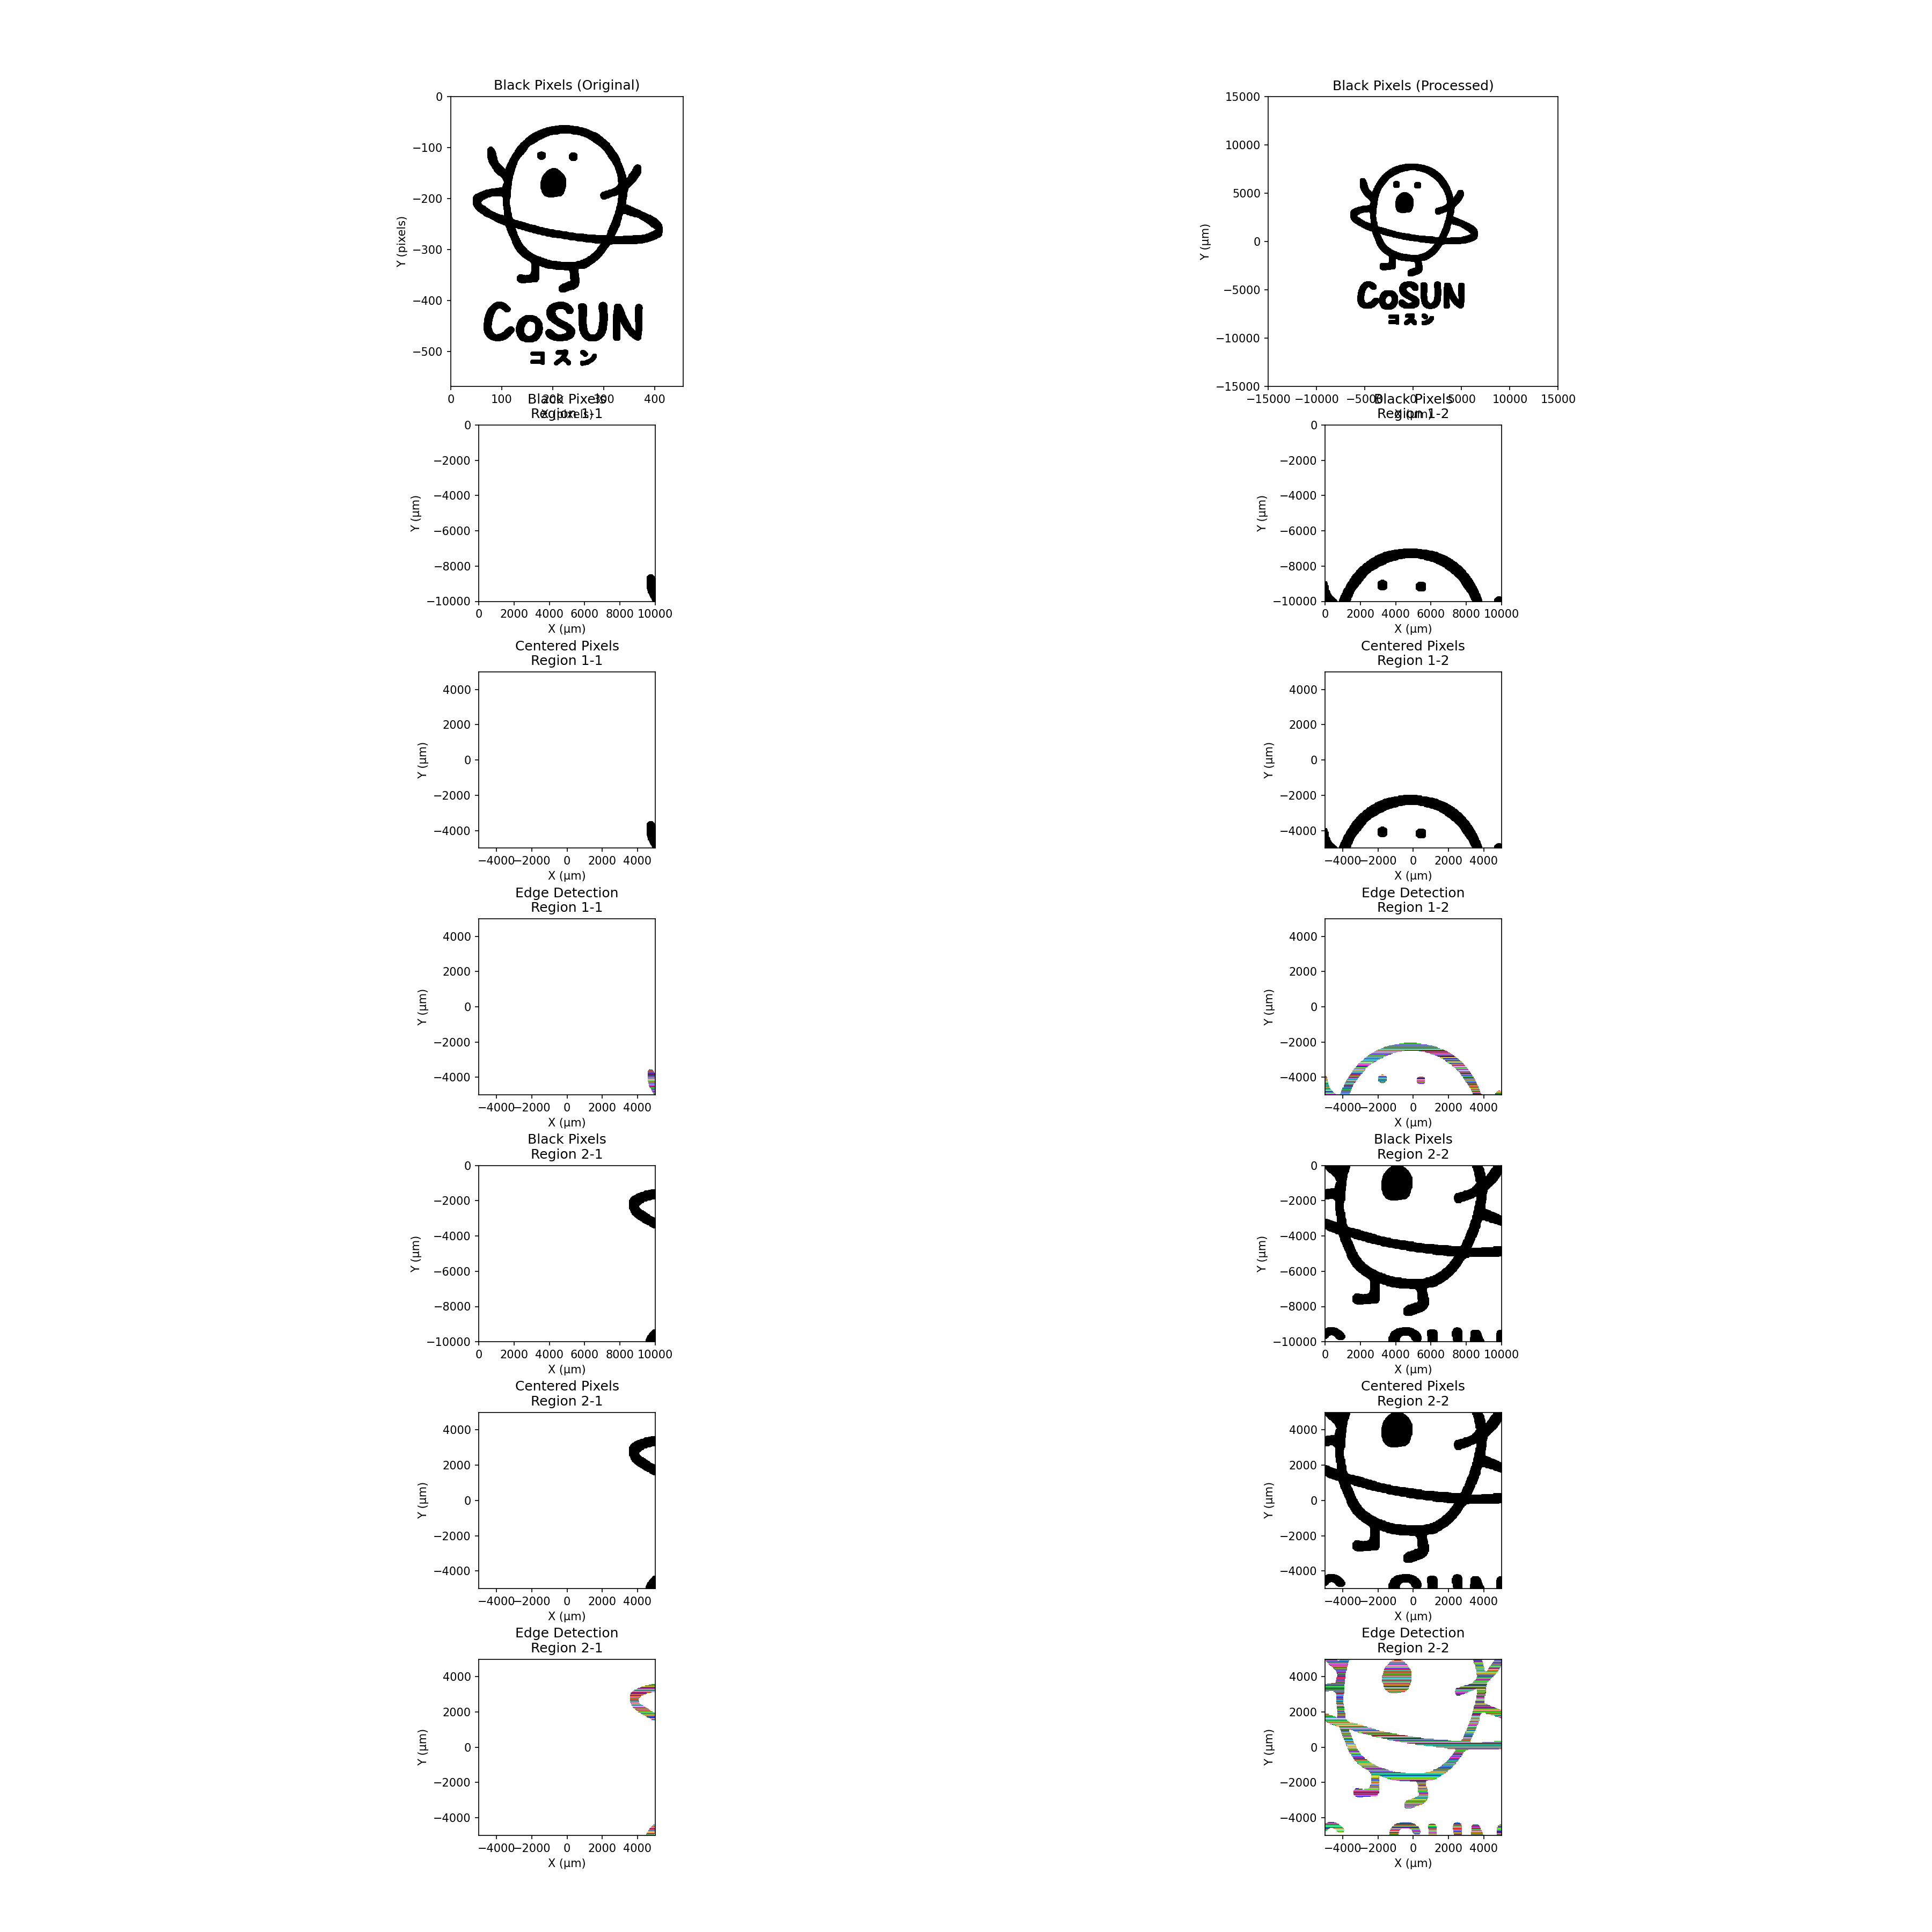 Black Pixels (Original)
0
−100
−200
−300
−400
−500
Y (pixels)
CoSUN
コスン
0 100 200 300 400
X (pixels)
Black Pixels (Processed)
15000
10000
5000
0
−5000
−10000
−15000
Y (μm)
CoSUN
コスン
−15000 −10000 −5000 0 5000 10000 15000
X (μm)
Black Pixels
Region 1-1
0
−2000
−4000
−6000
−8000
−10000
Y (μm)
0 2000 4000 6000 8000 10000
X (μm)
Black Pixels
Region 1-2
0
−2000
−4000
−6000
−8000
−10000
Y (μm)
0 2000 4000 6000 8000 10000
X (μm)
Centered Pixels
Region 1-1
4000
2000
0
−2000
−4000
Y (μm)
−4000 −2000 0 2000 4000
X (μm)
Centered Pixels
Region 1-2
4000
2000
0
−2000
−4000
Y (μm)
−4000 −2000 0 2000 4000
X (μm)
Edge Detection
Region 1-1
4000
2000
0
−2000
−4000
Y (μm)
−4000 −2000 0 2000 4000
X (μm)
Edge Detection
Region 1-2
4000
2000
0
−2000
−4000
Y (μm)
−4000 −2000 0 2000 4000
X (μm)
Black Pixels
Region 2-1
0
−2000
−4000
−6000
−8000
−10000
Y (μm)
0 2000 4000 6000 8000 10000
X (μm)
Black Pixels
Region 2-2
0
−2000
−4000
−6000
−8000
−10000
Y (μm)
0 2000 4000 6000 8000 10000
X (μm)
Centered Pixels
Region 2-1
4000
2000
0
−2000
−4000
Y (μm)
−4000 −2000 0 2000 4000
X (μm)
Centered Pixels
Region 2-2
4000
2000
0
−2000
−4000
Y (μm)
−4000 −2000 0 2000 4000
X (μm)
Edge Detection
Region 2-1
4000
2000
0
−2000
−4000
Y (μm)
−4000 −2000 0 2000 4000
X (μm)
Edge Detection
Region 2-2
4000
2000
0
−2000
−4000
Y (μm)
−4000 −2000 0 2000 4000
X (μm)